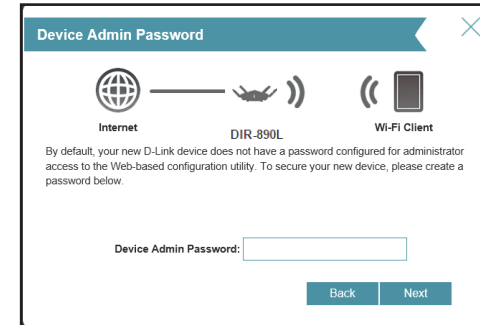 Device Admin Password
Internet
DIR-890L
Wi-Fi Client
By default, your new D-Link device does not have a password configured for administrator
access to the Web-based configuration utility. To secure your new device, please create a
password below.
Device Admin Password:
Back
Next